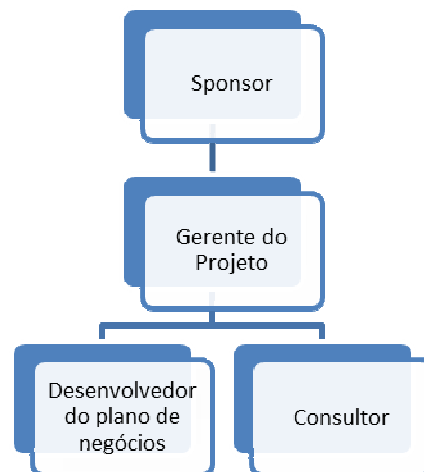 Sponsor
Gerente do
Projeto
Desenvolvedor
do plano de
negócios
Consultor